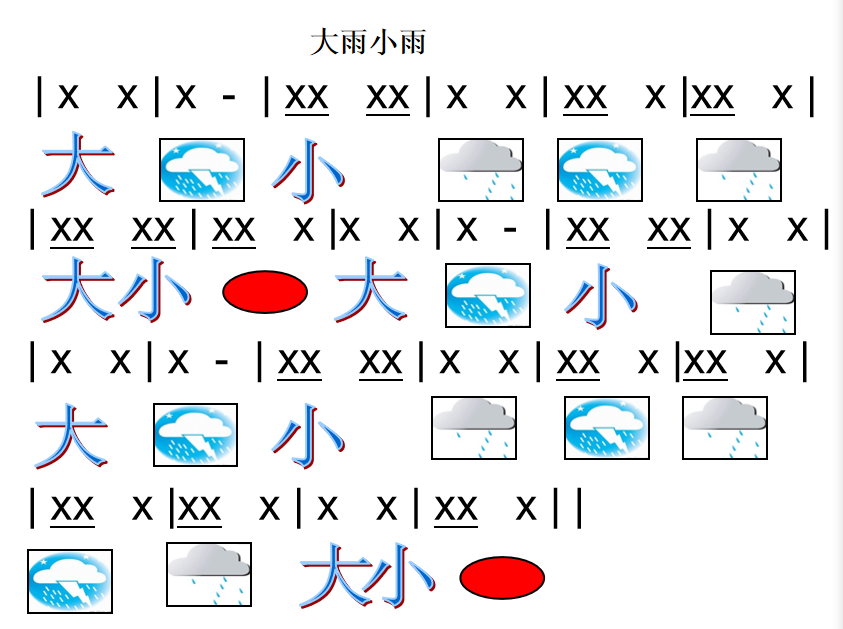 大雨小雨
| x x | x - | xx xx | x x | xx x |xx x |
大 小
| xx xx | xx x |x x | x - | xx xx | x x |
大小 大 小
| x x | x - | xx xx | x x | xx x |xx x |
大 小
| xx x |xx x | x x | xx x | |
大小